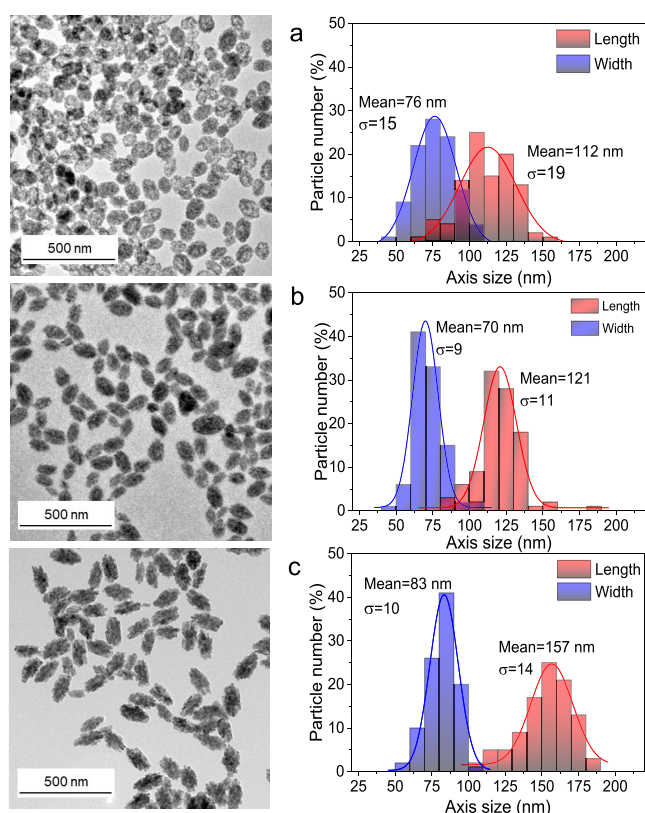 500 nm
a
Length
Width
Mean=76 nm
σ=15
Mean=112 nm
σ=19
Particle number (%)
50
40
30
20
10
0
25 50 75 100 125 150 175 200
Axis size (nm)
500 nm
b
Length
Width
Mean=70 nm
σ=9
Mean=121
σ=11
Particle number (%)
50
40
30
20
10
0
25 50 75 100 125 150 175 200
Axis size (nm)
500 nm
c
Length
Width
Mean=83 nm
σ=10
Mean=157 nm
σ=14
Particle number (%)
50
40
30
20
10
0
25 50 75 100 125 150 175 200
Axis size (nm)